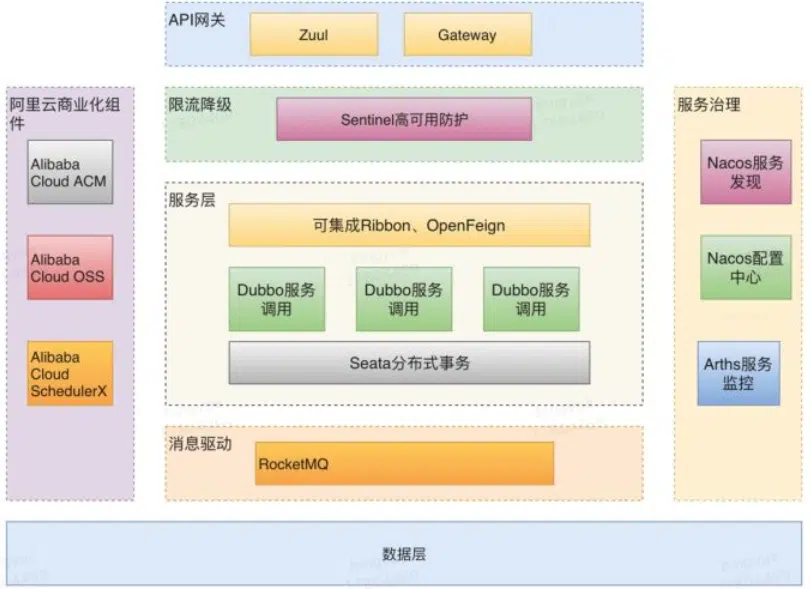 API网关
Zuul
Gateway
阿里云商业化组
件
Alibaba
Cloud ACM
Alibaba
Cloud OSS
Alibaba
Cloud
SchedulerX
限流降级
Sentinel高可用防护
服务层
可集成Ribbon、OpenFeign
Dubbo服务
调用
Dubbo服务
调用
Dubbo服务
调用
Seata分布式事务
消息驱动
RocketMQ
服务治理
Nacos服务
发现
Nacos配置
中心
Arths服务
监控
数据层